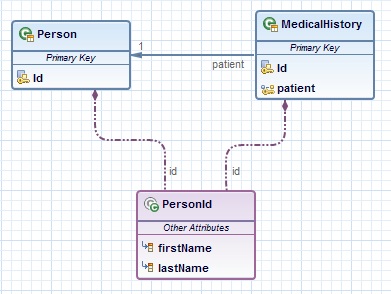 Person
Primary Key
Id
1
patient
MedicalHistory
Primary Key
Id
patient
id
id
PersonId
Other Attributes
firstName
lastName